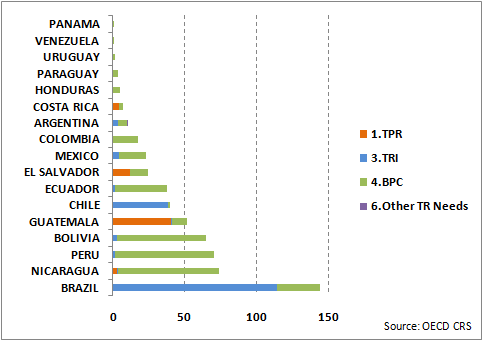 PANAMA
VENEZUELA
URUGUAY
PARAGUAY
HONDURAS
COSTA RICA
ARGENTINA
COLOMBIA
MEXICO
EL SALVADOR
ECUADOR
CHILE
GUATEMALA
BOLIVIA
PERU
NICARAGUA
BRAZIL
0 50 100 150
1.TPR
3.TRI
4.BPC
6.Other TR Needs
Source: OECD CRS